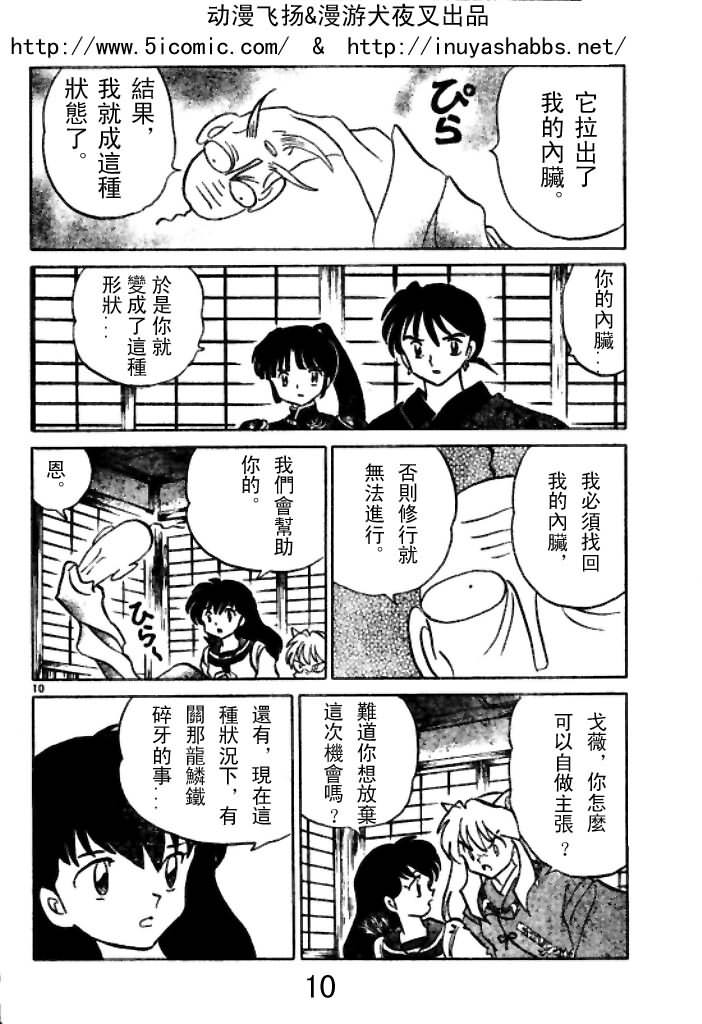 动漫飞扬&漫游犬夜叉出品
http://www.5icomic.com/ & http://inuyashabbs.net/
它拉出了
我的內臟。
ぴら
結果，
我就成這種
狀態了。
你的內臟…
於是你就
變成了這種
形狀…
我必須找回
我的內臟，
否則修行就
無法進行。
我們會幫助
你的。
恩。
ぴら～
10
戈薇，你怎麼
可以自做主張？
難道你想放棄
這次機會嗎？
還有，現在這
種狀況下，有
關那龍鱗鐵
碎牙的事…
10